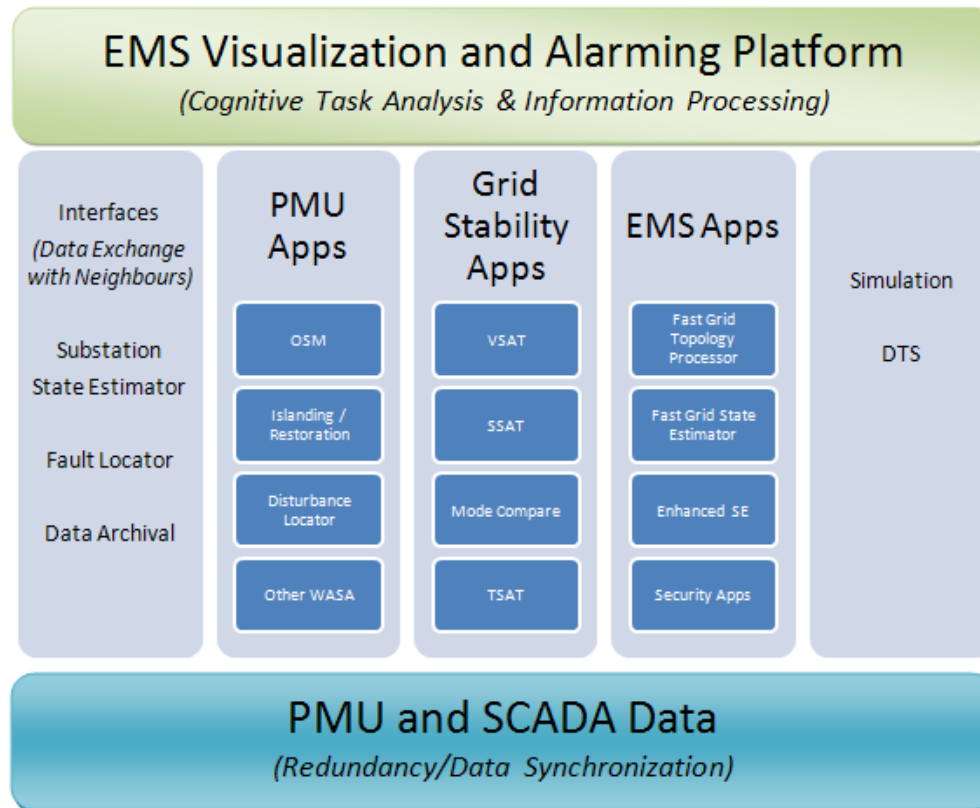 EMS Visualization and Alarming Platform
(Cognitive Task Analysis & Information Processing)
Interfaces
(Data Exchange
with Neighbours)
Substation
State Estimator
Fault Locator
Data Archival
PMU
Apps
OSM
Islanding /
Restoration
Disturbance
Locator
Other WASA
Grid
Stability
Apps
VSAT
SSAT
Mode Compare
TSAT
EMS Apps
Fast Grid
Topology
Processor
Fast Grid State
Estimator
Enhanced SE
Security Apps
Simulation
DTS
PMU and SCADA Data
(Redundancy/Data Synchronization)